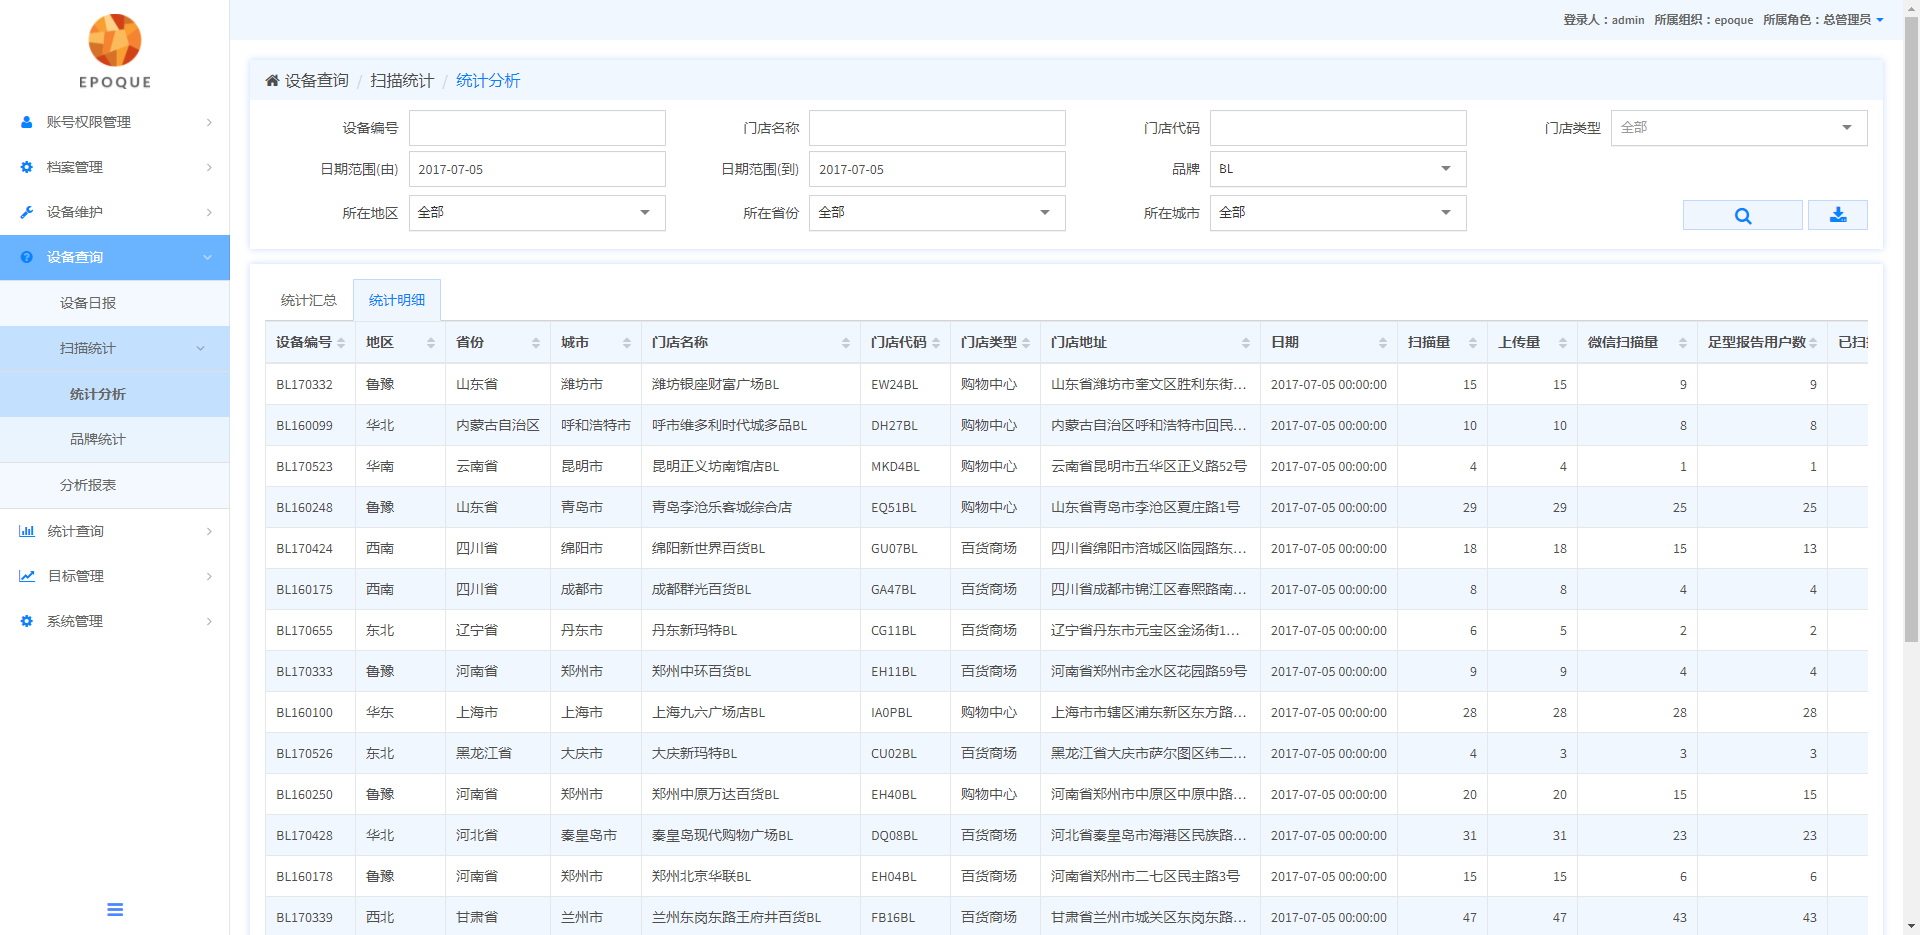 EPOQUE
登录人：admin 所属组织：epoque 所属角色：总管理员
账号权限管理
档案管理
设备维护
设备查询
设备日报
扫描统计
统计分析
品牌统计
分析报表
统计查询
目标管理
系统管理
设备查询 / 扫描统计 / 统计分析
设备编号 门店名称 门店代码 门店类型 全部
日期范围(由) 2017-07-05 日期范围(到) 2017-07-05 品牌 BL
所在地区 全部 所在省份 全部 所在城市 全部
统计汇总 统计明细
设备编号 地区 省份 城市 门店名称 门店代码 门店类型 门店地址 日期 扫描量 上传量 微信扫描量 足型报告用户数 已扫
BL170332 鲁豫 山东省 潍坊市 潍坊银座财富广场BL EW24BL 购物中心 山东省潍坊市奎文区胜利东街... 2017-07-05 00:00:00 15 15 9 9
BL160099 华北 内蒙古自治区 呼和浩特市 呼市维多利时代城多品BL DH27BL 购物中心 内蒙古自治区呼和浩特市回民... 2017-07-05 00:00:00 10 10 8 8
BL170523 华南 云南省 昆明市 昆明正义坊南馆店BL MKD4BL 购物中心 云南省昆明市五华区正义路52号 2017-07-05 00:00:00 4 4 1 1
BL160248 鲁豫 山东省 青岛市 青岛李沧乐客城综合店 EQ51BL 购物中心 山东省青岛市李沧区夏庄路1号 2017-07-05 00:00:00 29 29 25 25
BL170424 西南 四川省 绵阳市 绵阳新世界百货BL GU07BL 百货商场 四川省绵阳市涪城区临园路东... 2017-07-05 00:00:00 18 18 15 13
BL160175 西南 四川省 成都市 成都群光百货BL GA47BL 百货商场 四川省成都市锦江区春熙路南... 2017-07-05 00:00:00 8 8 4 4
BL170655 东北 辽宁省 丹东市 丹东新玛特BL CG11BL 百货商场 辽宁省丹东市元宝区金汤街1... 2017-07-05 00:00:00 6 5 2 2
BL170333 鲁豫 河南省 郑州市 郑州中环百货BL EH11BL 百货商场 河南省郑州市金水区花园路59号 2017-07-05 00:00:00 9 9 4 4
BL160100 华东 上海市 上海市 上海九六广场店BL IA0PBL 购物中心 上海市市辖区浦东新区东方路... 2017-07-05 00:00:00 28 28 28 28
BL170526 东北 黑龙江省 大庆市 大庆新玛特BL CU02BL 百货商场 黑龙江省大庆市萨尔图区纬二... 2017-07-05 00:00:00 4 3 3 3
BL160250 鲁豫 河南省 郑州市 郑州中原万达百货BL EH40BL 购物中心 河南省郑州市中原区中原中路... 2017-07-05 00:00:00 20 20 15 15
BL170428 华北 河北省 秦皇岛市 秦皇岛现代购物广场BL DQ08BL 百货商场 河北省秦皇岛市海港区民族路... 2017-07-05 00:00:00 31 31 23 23
BL160178 鲁豫 河南省 郑州市 郑州北京华联BL EH04BL 百货商场 河南省郑州市二七区民主路3号 2017-07-05 00:00:00 15 15 6 6
BL170339 西北 甘肃省 兰州市 兰州东岗东路王府井百货BL FB16BL 百货商场 甘肃省兰州市城关区东岗东路... 2017-07-05 00:00:00 47 47 43 43